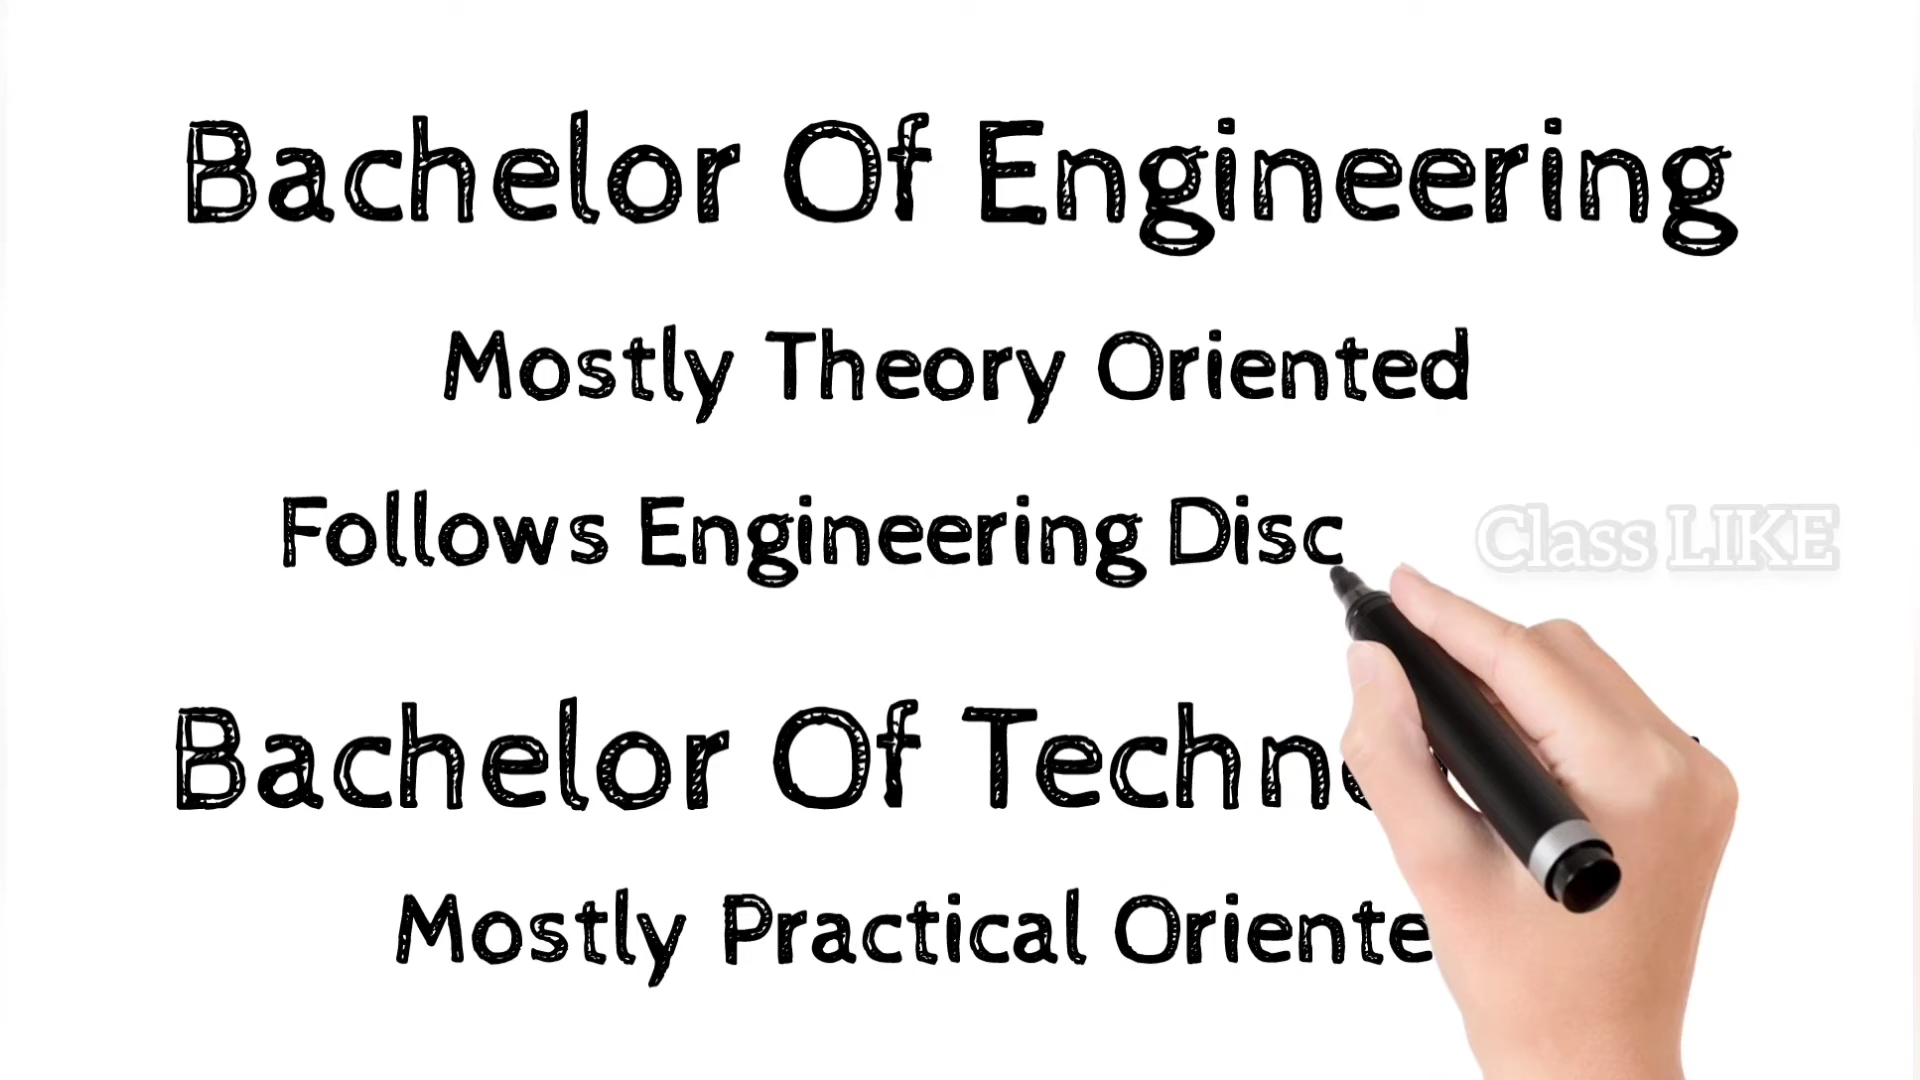 Bachelor Of Engineering
Mostly Theory Oriented
Follows Engineering Disc
Class LIKE
Bachelor Of Techn
Mostly Practical Oriente